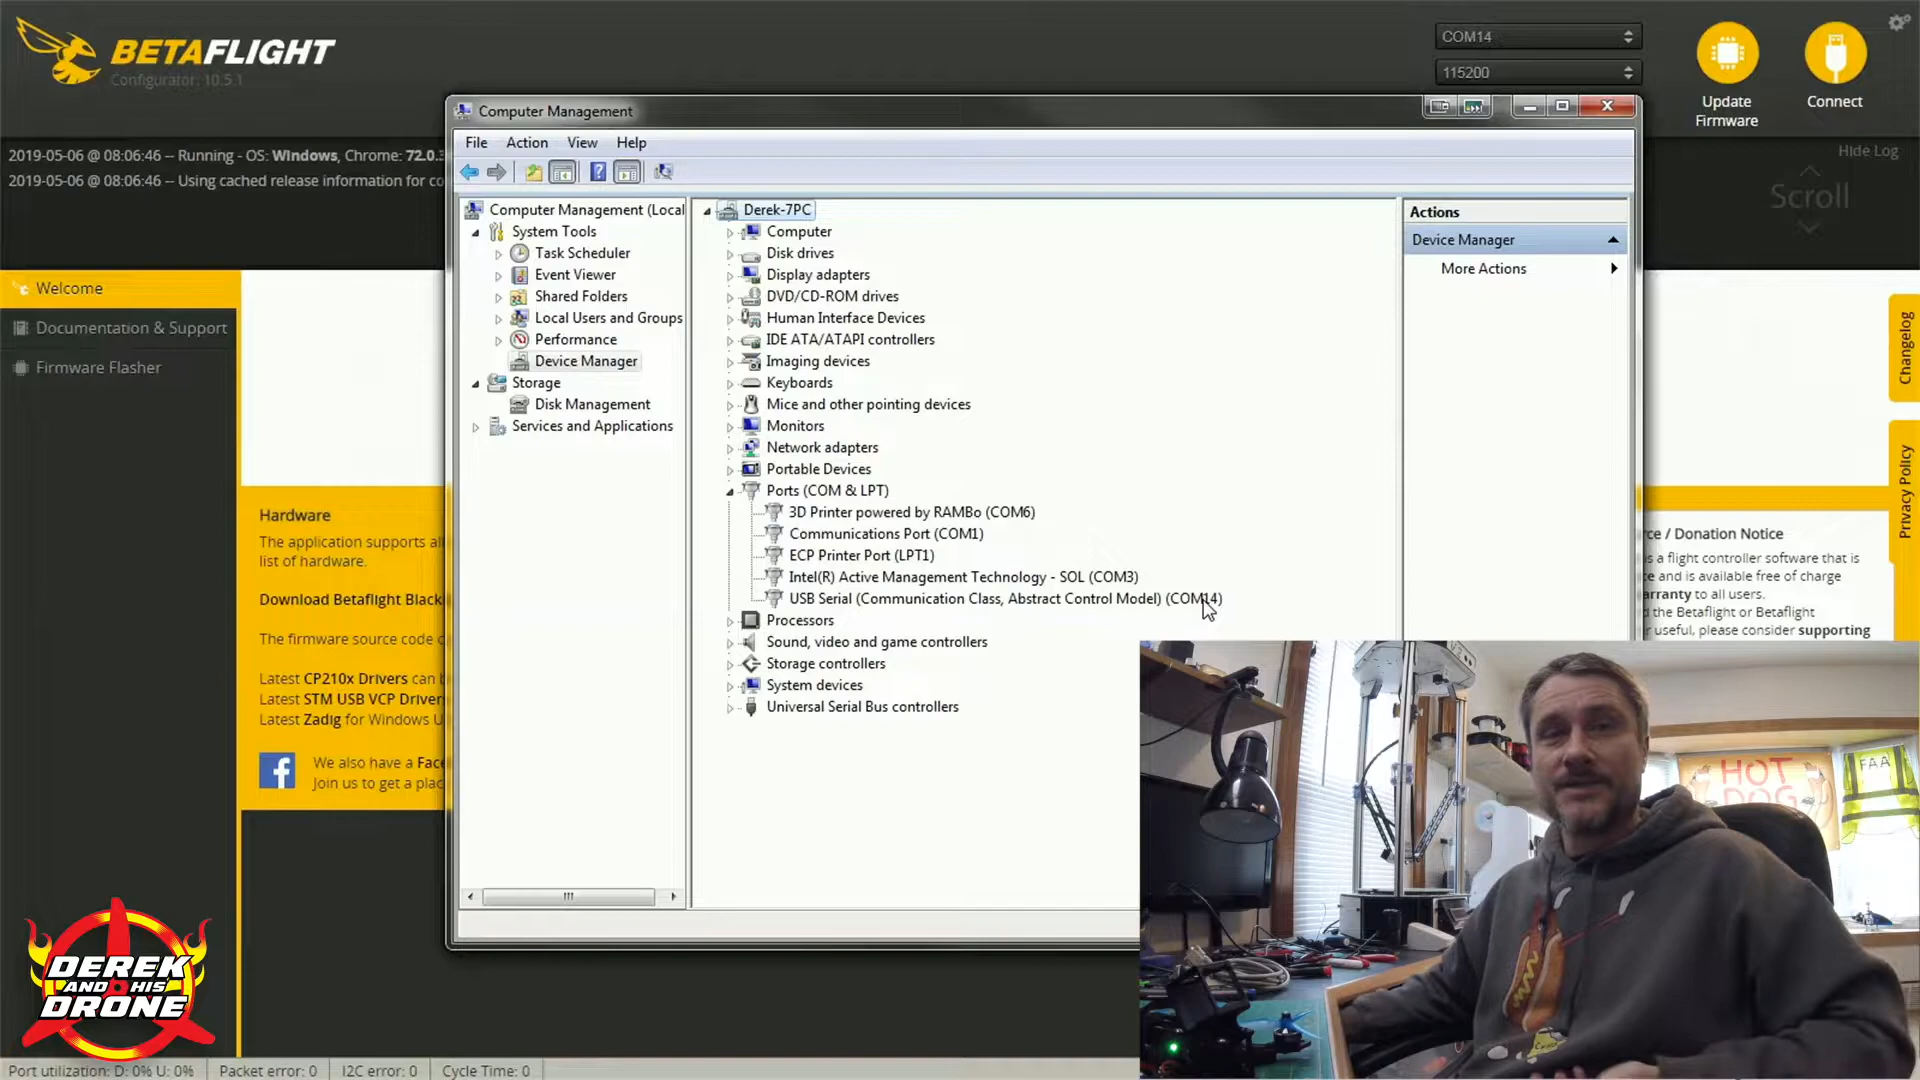 BETAFLIGHT
Configurator: 10.5.1
COM14
115200
Update
Firmware
Connect
2019-05-06 @ 08:06:46 -- Running - OS: Windows, Chrome: 72.0.
2019-05-06 @ 08:06:46 -- Using cached release information for co
Hide Log
Scroll
Welcome
Documentation & Support
Firmware Flasher
Computer Management
File Action View Help
Computer Management (Local
System Tools
Task Scheduler
Event Viewer
Shared Folders
Local Users and Groups
Performance
Device Manager
Storage
Disk Management
Services and Applications
Derek-7PC
Computer
Disk drives
Display adapters
DVD/CD-ROM drives
Human Interface Devices
IDE ATA/ATAPI controllers
Imaging devices
Keyboards
Mice and other pointing devices
Monitors
Network adapters
Portable Devices
Ports (COM & LPT)
3D Printer powered by RAMBo (COM6)
Communications Port (COM1)
ECP Printer Port (LPT1)
Intel(R) Active Management Technology - SOL (COM3)
USB Serial (Communication Class, Abstract Control Model) (COM14)
Processors
Sound, video and game controllers
Storage controllers
System devices
Universal Serial Bus controllers
Actions
Device Manager
More Actions
Changelog
Privacy Policy
Hardware
The application supports all
list of hardware.
Download Betaflight Black
The firmware source code c
Latest CP210x Drivers can be
Latest STM USB VCP Drivers
Latest Zadig for Windows U
We also have a Face
Join us to get a plac
ce / Donation Notice
s a flight controller software that is
e and is available free of charge
arranty to all users.
d the Betaflight or Betaflight
r useful, please consider supporting
V2
HOT
DOG
FAA
DEREK
AND HIS
DRONE
Port utilization: D: 0% U: 0% Packet error: 0 I2C error: 0 Cycle Time: 0